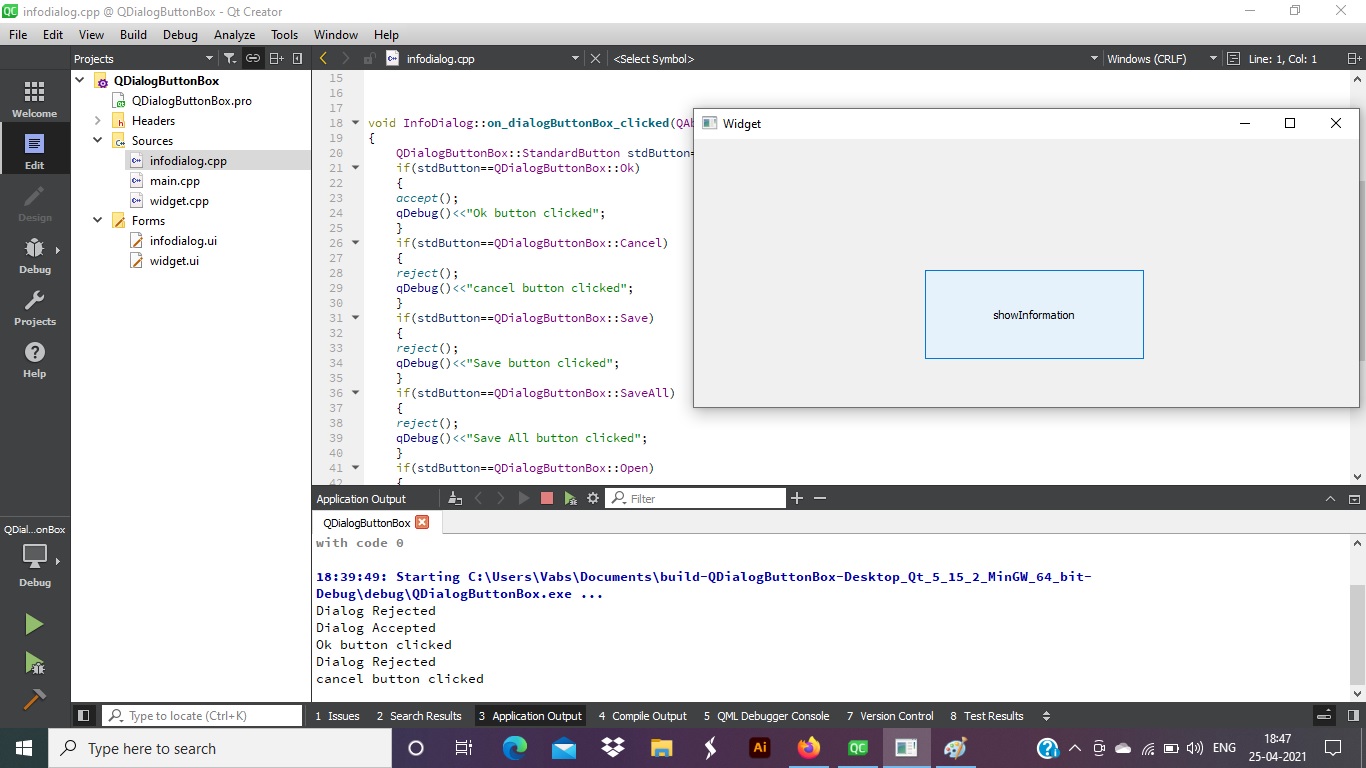 infodialog.cpp @ QDialogButtonBox - Qt Creator
File Edit View Build Debug Analyze Tools Window Help
Projects
infodialog.cpp
<Select Symbol>
Windows (CRLF)
Line: 1, Col: 1
Welcome
Edit
Design
Debug
Projects
Help
QDial...onBox
Debug
QDialogButtonBox
QDialogButtonBox.pro
Headers
Sources
infodialog.cpp
main.cpp
widget.cpp
Forms
infodialog.ui
widget.ui
15
16
17
18 void InfoDialog::on_dialogButtonBox_clicked(QAb
19 {
20 QDialogButtonBox::StandardButton stdButton=
21 if(stdButton==QDialogButtonBox::Ok)
22 {
23 accept();
24 qDebug()<<"Ok button clicked";
25 }
26 if(stdButton==QDialogButtonBox::Cancel)
27 {
28 reject();
29 qDebug()<<"cancel button clicked";
30 }
31 if(stdButton==QDialogButtonBox::Save)
32 {
33 reject();
34 qDebug()<<"Save button clicked";
35 }
36 if(stdButton==QDialogButtonBox::SaveAll)
37 {
38 reject();
39 qDebug()<<"Save All button clicked";
40 }
41 if(stdButton==QDialogButtonBox::Open)
42 {
Widget
showInformation
Application Output
Filter
QDialogButtonBox
with code 0
18:39:49: Starting C:\Users\Vabs\Documents\build-QDialogButtonBox-Desktop_Qt_5_15_2_MinGW_64_bit-
Debug\debug\QDialogButtonBox.exe ...
Dialog Rejected
Dialog Accepted
Ok button clicked
Dialog Rejected
cancel button clicked
Type to locate (Ctrl+K)
1 Issues 2 Search Results 3 Application Output 4 Compile Output 5 QML Debugger Console 7 Version Control 8 Test Results
Type here to search
Ai
QC
ENG
18:47
25-04-2021